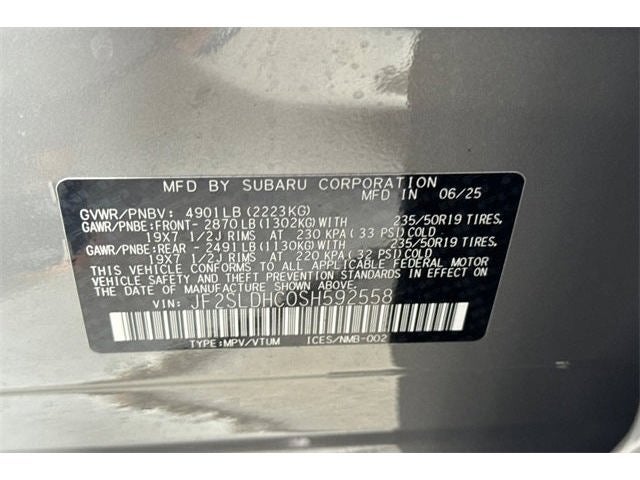 MFD BY SUBARU CORPORATION
MFD IN 06/25
GVWR/PNBV: 4901LB (2223KG)
GAWR/PNBE:FRONT- 2870LB (1302KG)WITH 235/50R19 TIRES,
19X7 1/2J RIMS AT 230 KPA (33 PSI)COLD
GAWR/PNBE:REAR - 2491LB (1130KG)WITH 235/50R19 TIRES,
19X7 1/2J RIMS AT 220 KPA (32 PSI)COLD
THIS VEHICLE CONFORMS TO ALL APPLICABLE FEDERAL MOTOR
VEHICLE SAFETY AND THEFT PREVENTION STANDARDS IN EFFECT ON
THE DATE OF MANUFACTURE SHOWN ABOVE.
VIN: JF2SLDHC0SH592558
TYPE:MPV/VTUM ICES/NMB-002